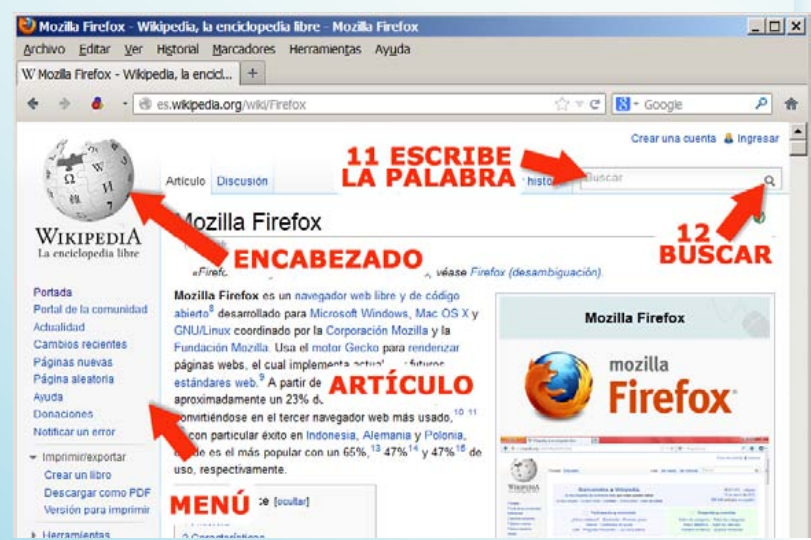 Mozilla Firefox - Wikipedia, la enciclopedia libre - Mozilla Firefox
Archivo Editar Ver Historial Marcadores Herramientas Ayuda
W Mozilla Firefox - Wikipedia, la encicl... +
es.wikipedia.org/wiki/Firefox
Google
Crear una cuenta Ingresar
11 ESCRIBE
LA PALABRA
Artículo Discusión
Buscar
Mozilla Firefox
12
BUSCAR
WIKIPEDIA
La enciclopedia libre
ENCABEZADO
véase Firefox (desambiguación).
Portada
Portal de la comunidad
Actualidad
Cambios recientes
Páginas nuevas
Página aleatoria
Ayuda
Donaciones
Notificar un error
Imprimir/exportar
Crear un libro
Descargar como PDF
Versión para imprimir
Herramientas
MENÚ
Mozilla Firefox es un navegador web libre y de código
abierto8 desarrollado para Microsoft Windows, Mac OS X y
GNU/Linux coordinado por la Corporación Mozilla y la
Fundación Mozilla. Usa el motor Gecko para renderizar
páginas webs, el cual implementa futuros
estándares web.9 A partir de
aproximadamente un 23%
ARTÍCULO
convirtiéndose en el tercer navegador web más usado,10 11
con particular éxito en Indonesia, Alemania y Polonia,
es el más popular con un 65%,13 47%14 y 47%15 de
uso, respectivamente.
[ocultar]
Mozilla Firefox
mozilla
Firefox